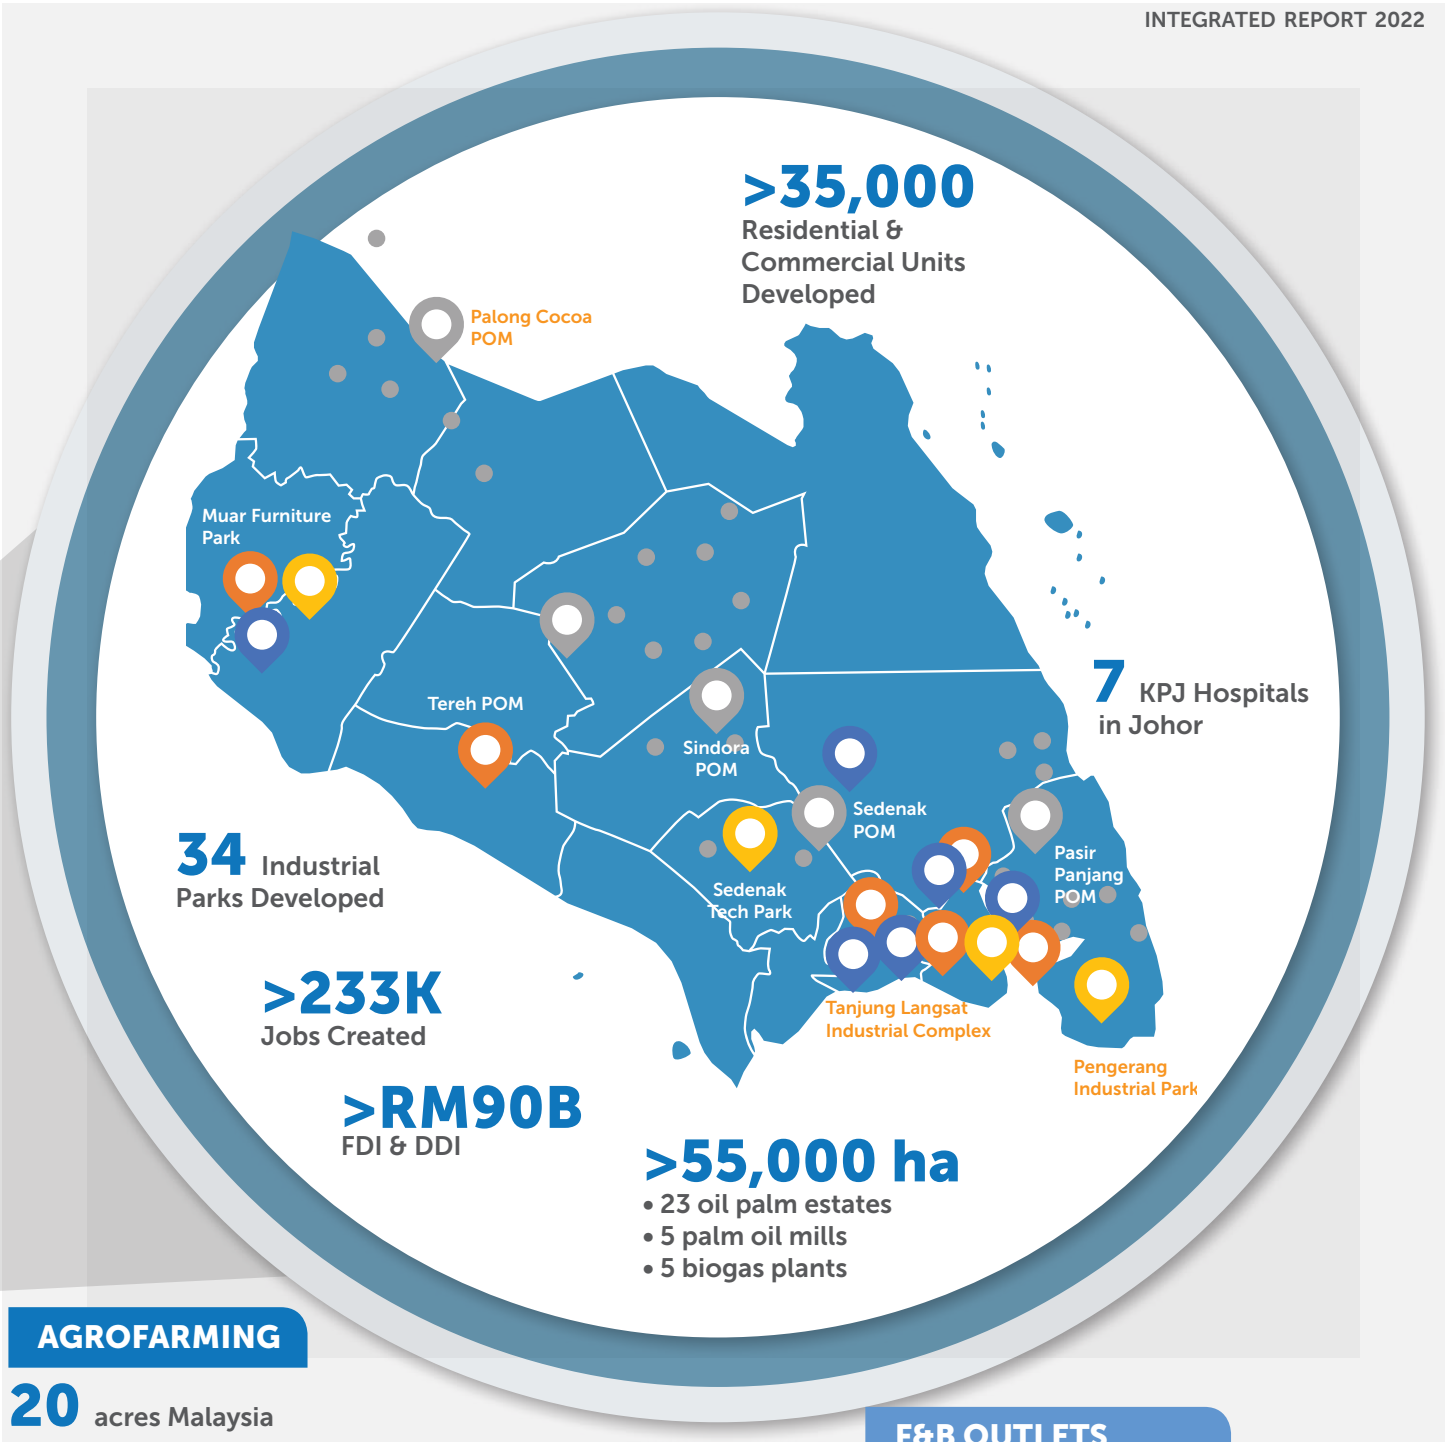 INTEGRATED REPORT 2022
>35,000
Residential &
Commercial Units
Developed
Palong Cocoa
POM
Muar Furniture
Park
7 KPJ Hospitals
in Johor
Tereh POM
Sindora
POM
Sedenak
POM
Pasir
Panjang
POM
34 Industrial
Parks Developed
Sedenak
Tech Park
>233K
Jobs Created
Tanjung Langsat
Industrial Complex
Pengerang
Industrial Park
>RM90B
FDI & DDI
>55,000 ha
• 23 oil palm estates
• 5 palm oil mills
• 5 biogas plants
AGROFARMING
20 acres Malaysia
F&B OUTLETS